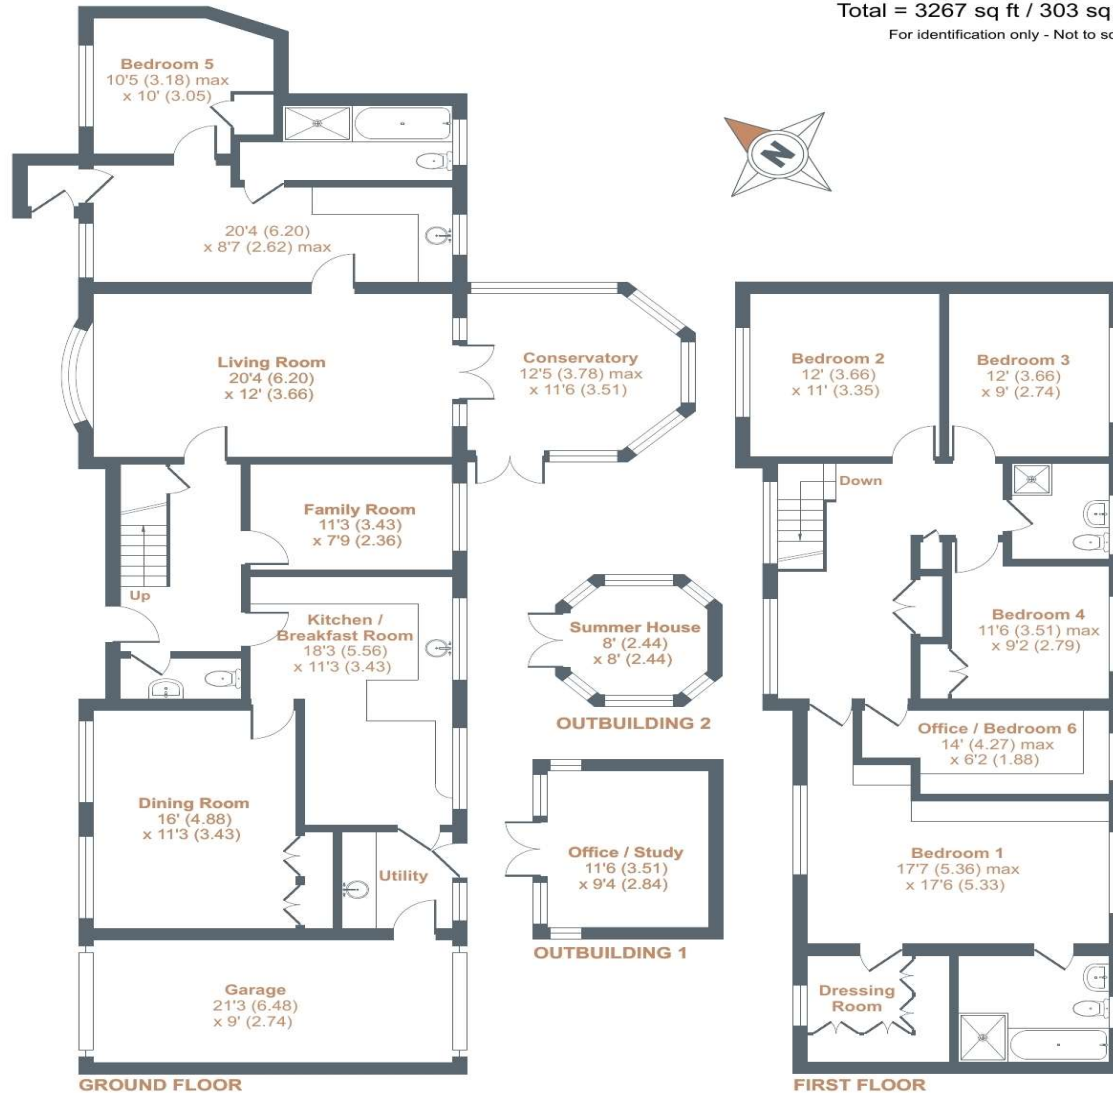 Total = 3267 sq ft / 303 sq
For identification only - Not to sc
Bedroom 5
10'5 (3.18) max
x 10' (3.05)
N
20'4 (6.20)
x 8'7 (2.62) max
Living Room
20'4 (6.20)
x 12' (3.66)
Conservatory
12'5 (3.78) max
x 11'6 (3.51)
Family Room
11'3 (3.43)
x 7'9 (2.36)
Up
Kitchen /
Breakfast Room
18'3 (5.56)
x 11'3 (3.43)
Dining Room
16' (4.88)
x 11'3 (3.43)
Utility
Garage
21'3 (6.48)
x 9' (2.74)
GROUND FLOOR
Summer House
8' (2.44)
x 8' (2.44)
OUTBUILDING 2
Office / Study
11'6 (3.51)
x 9'4 (2.84)
OUTBUILDING 1
Bedroom 2
12' (3.66)
x 11' (3.35)
Bedroom 3
12' (3.66)
x 9' (2.74)
Down
Bedroom 4
11'6 (3.51) max
x 9'2 (2.79)
Office / Bedroom 6
14' (4.27) max
x 6'2 (1.88)
Bedroom 1
17'7 (5.36) max
x 17'6 (5.33)
Dressing
Room
FIRST FLOOR